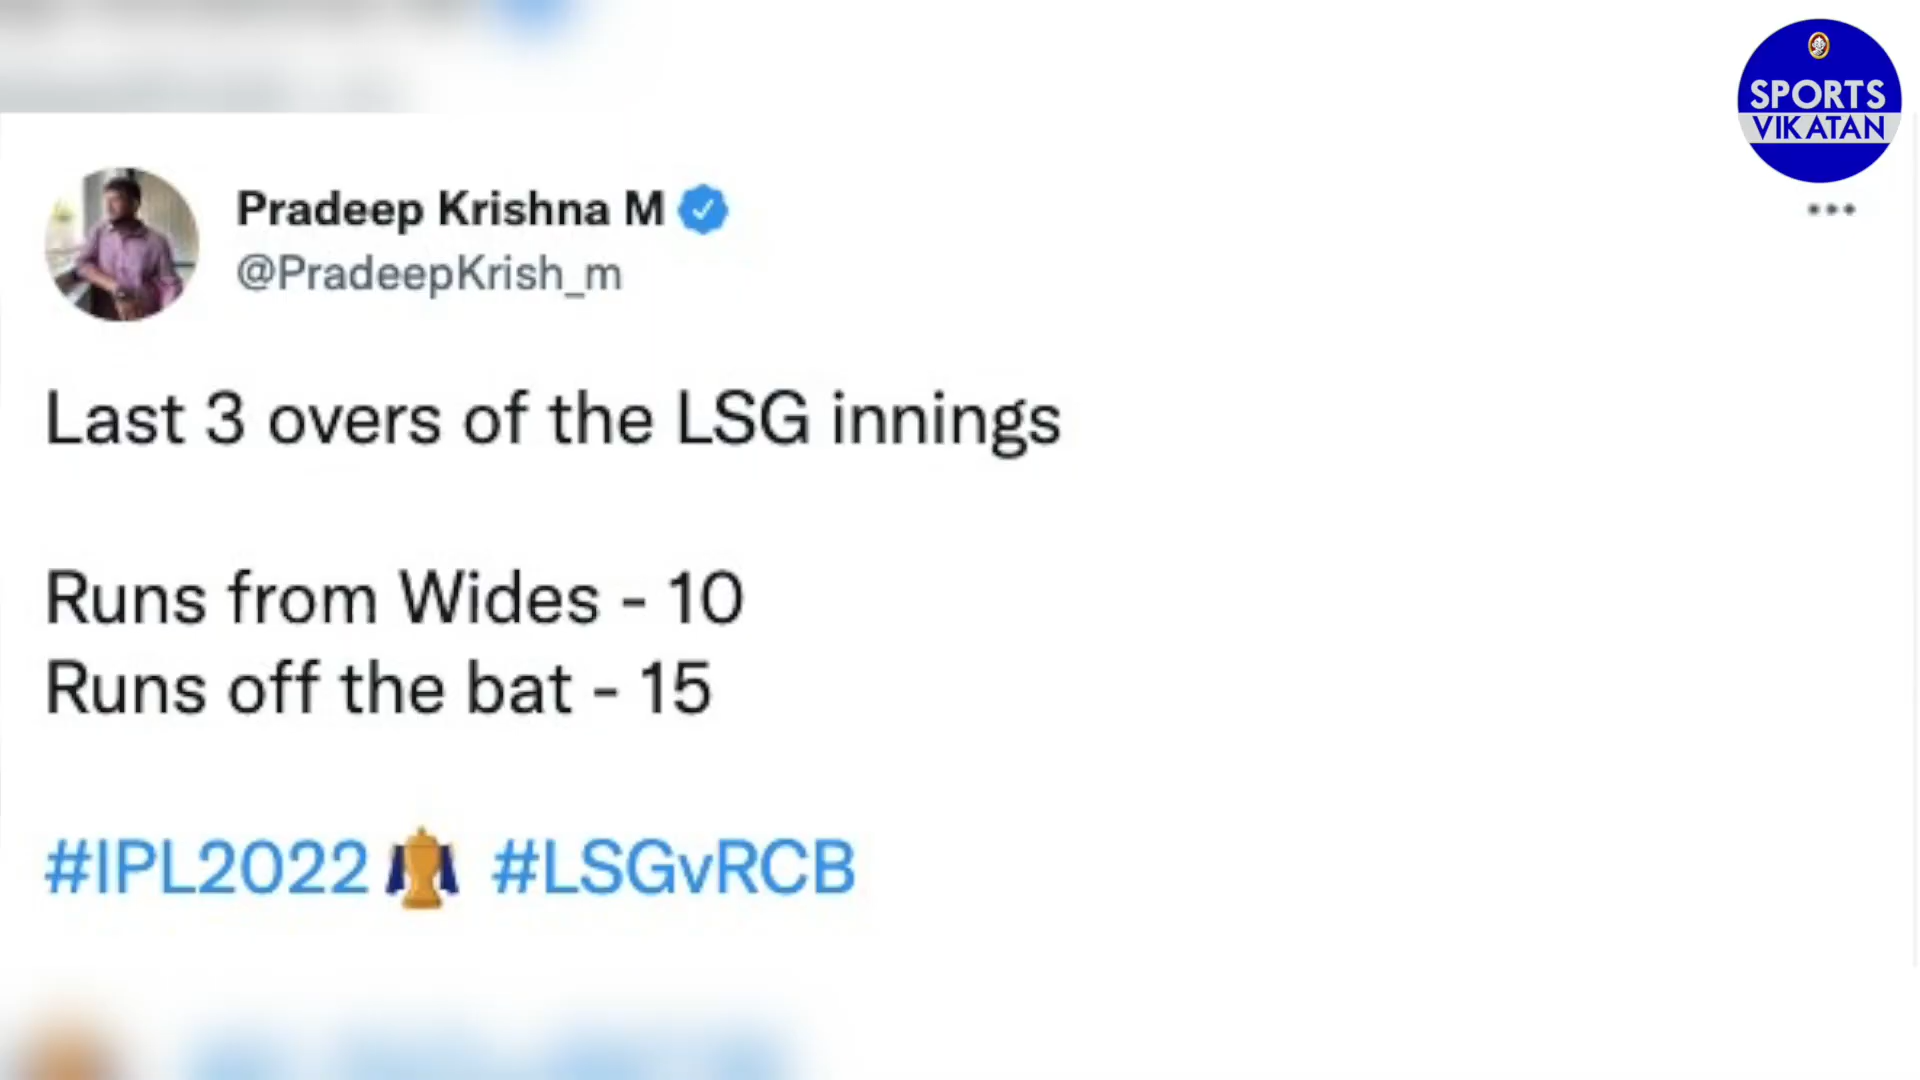 SPORTS
VIKATAN
Pradeep Krishna M
@PradeepKrish_m
Last 3 overs of the LSG innings
Runs from Wides - 10
Runs off the bat - 15
#IPL2022 #LSGvRCB